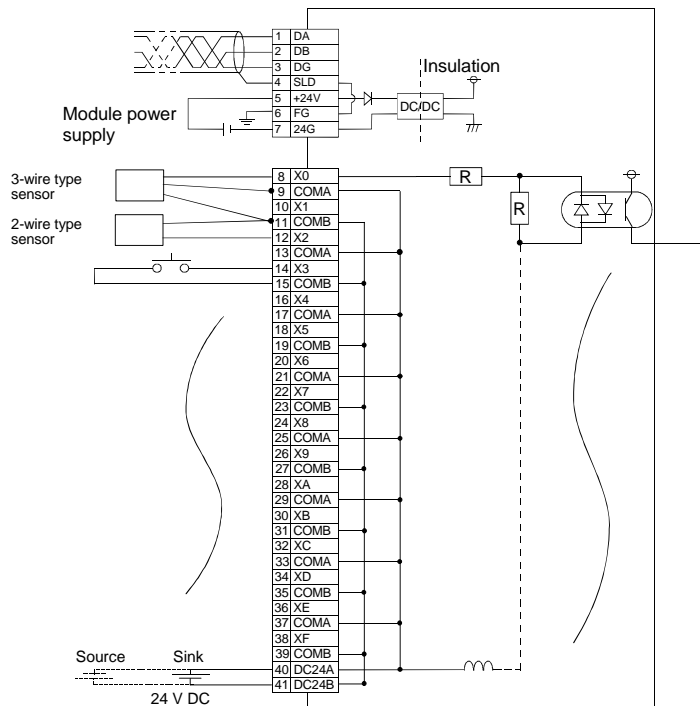 1 DA
2 DB
3 DG
4 SLD
5 +24V
6 FG
7 24G
Insulation
DC/DC
Module power
supply
8 X0
9 COMA
10 X1
11 COMB
12 X2
13 COMA
14 X3
15 COMB
16 X4
17 COMA
18 X5
19 COMB
20 X6
21 COMA
22 X7
23 COMB
24 X8
25 COMA
26 X9
27 COMB
28 XA
29 COMA
30 XB
31 COMB
32 XC
33 COMA
34 XD
35 COMB
36 XE
37 COMA
38 XF
39 COMB
40 DC24A
41 DC24B
3-wire type
sensor
2-wire type
sensor
R
R
Source Sink
24 V DC